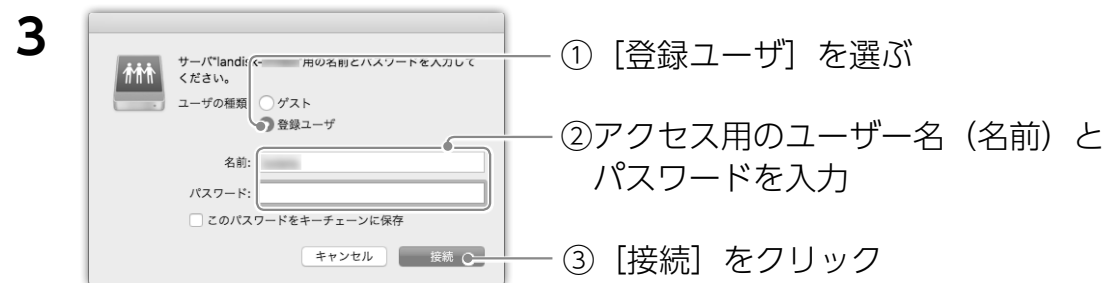 3
サーバ"landisk- 用の名前とパスワードを入力して
ください。
ユーザの種類
ゲスト
登録ユーザ
名前:
パスワード:
このパスワードをキーチェーンに保存
キャンセル
接続
①［登録ユーザ］を選ぶ
②アクセス用のユーザー名（名前）と
パスワードを入力
③［接続］をクリック